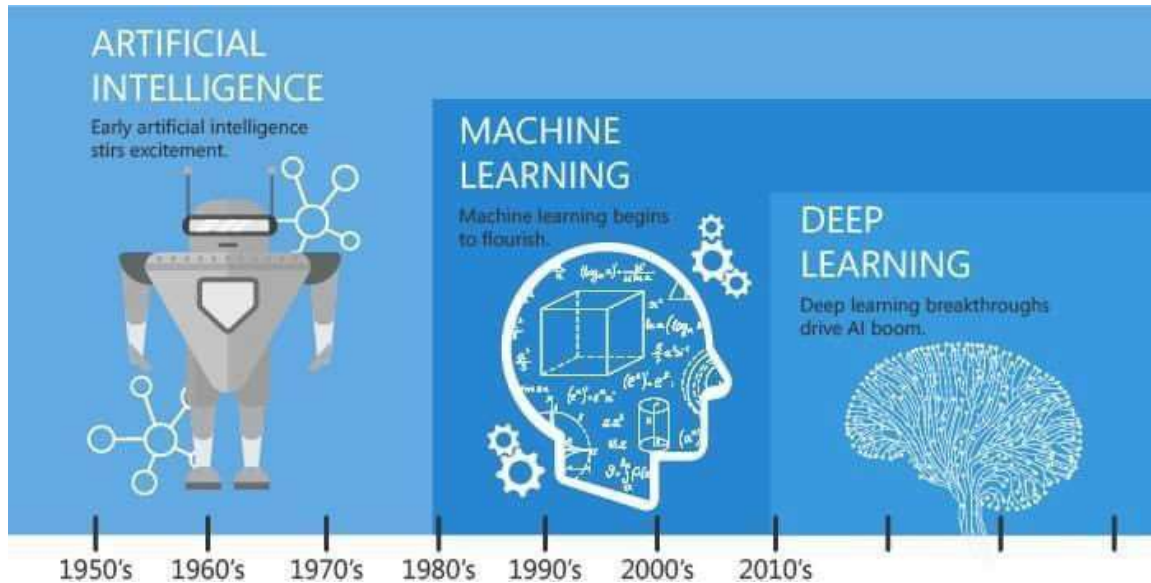 ARTIFICIAL
INTELLIGENCE
Early artificial intelligence
stirs excitement.
MACHINE
LEARNING
Machine learning begins
to flourish.
DEEP
LEARNING
Deep learning breakthroughs
drive AI boom.
1950's 1960's 1970's 1980's 1990's 2000's 2010's